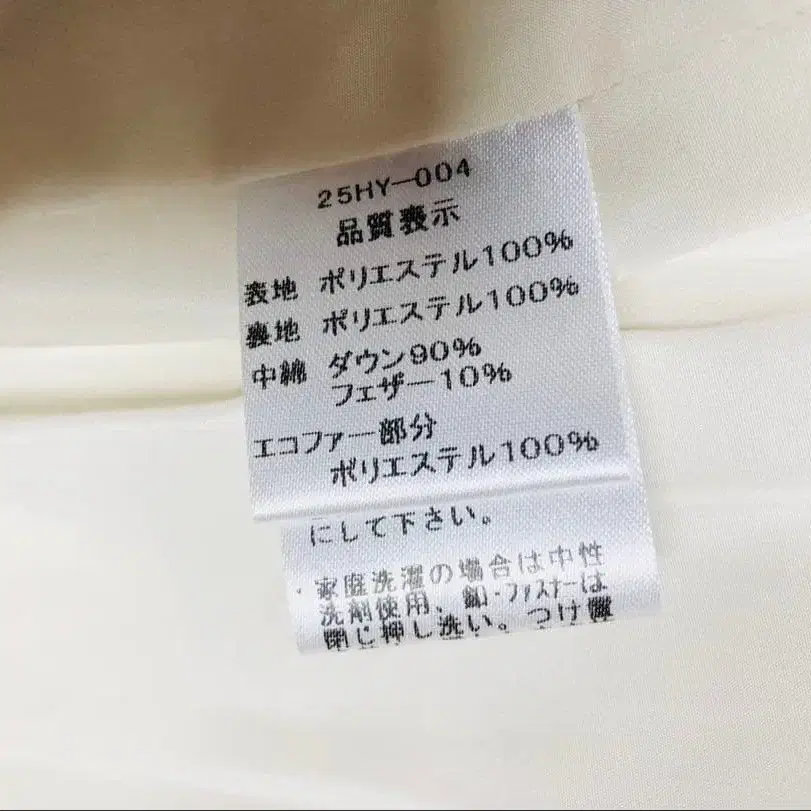 25HY-004
品質表示
表地 ポリエステル100%
裏地 ポリエステル100%
中綿 ダウン90%
フェザー10%
エコファー部分
ポリエステル100%
にして下さい。
・家庭洗濯の場合は中性
洗剤使用、釦・ファスナーは
閉じ押し洗い。つけ置